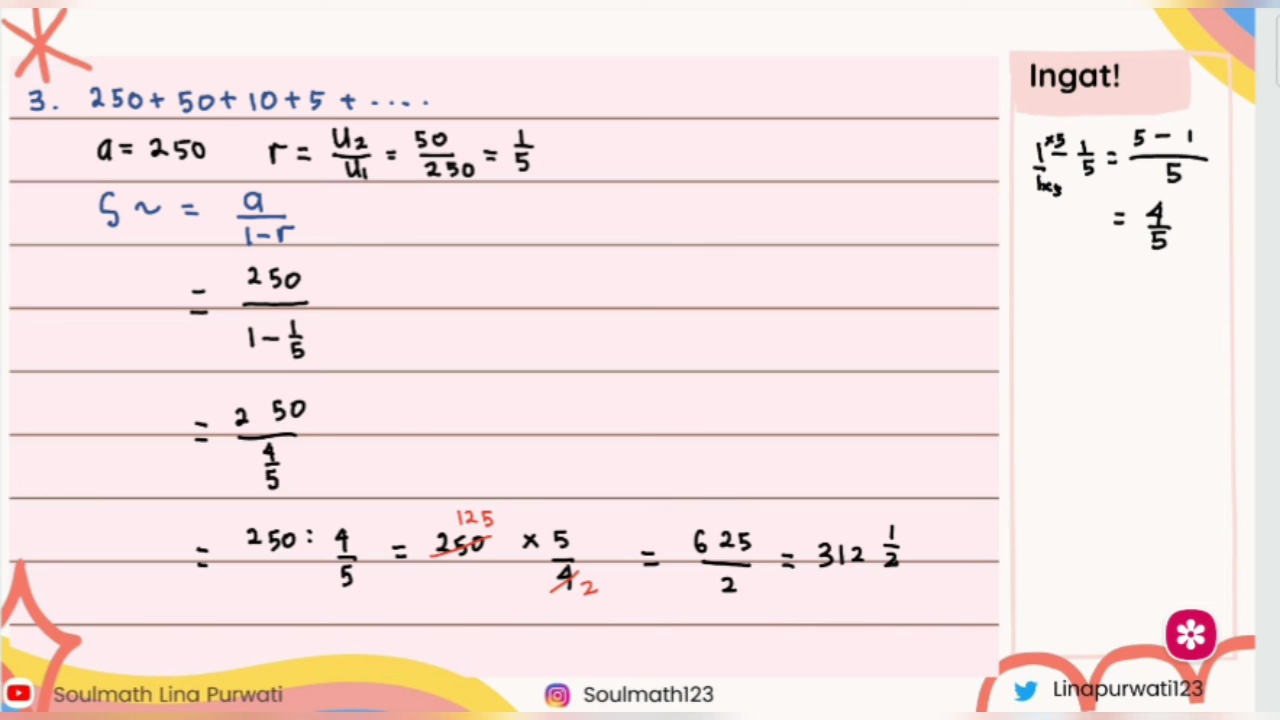 3. 250 + 50 + 10 + 5 + ....
a = 250 r = U₂/U₁ = 50/250 = 1/5
S ~ = a/1-r
= 250/1 - 1/5
= 250/4/5
= 250 : 4/5 = 250 125 × 5/4 2 = 625/2 = 312 1/2
Ingat!
- 1/5 = 5 - 1/5
= 4/5
Soulmath Lina Purwati
Soulmath123
Linapurwati123